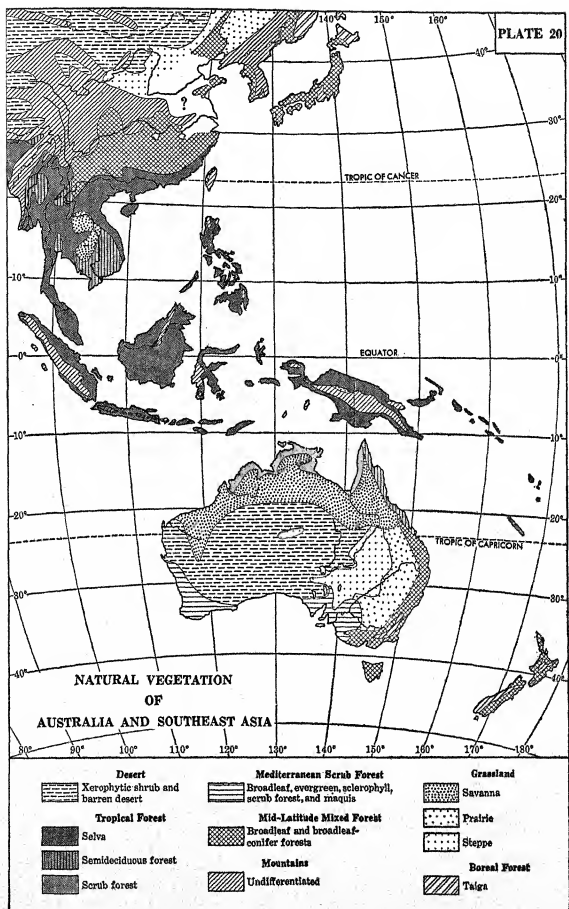 140°
150°
160°
PLATE 20
40°
30°
TROPIC OF CANCER
20°
20°
10°
10°
0°
EQUATOR
0°
10°
10°
20°
20°
TROPIC OF CAPRICORN
30°
30°
40°
40°
NATURAL VEGETATION
OF
AUSTRALIA AND SOUTHEAST ASIA
80°
90°
100°
110°
120°
130°
140°
150°
160°
170°
180°
?
Desert
Xerophytic shrub and
barren desert
Tropical Forest
Selva
Semideciduous forest
Scrub forest
Mediterranean Scrub Forest
Broadleaf, evergreen, sclerophyll,
scrub forest, and maquis
Mid-Latitude Mixed Forest
Broadleaf and broadleaf-
conifer forests
Mountains
Undifferentiated
Grassland
Savanna
Prairie
Steppe
Boreal Forest
Taiga